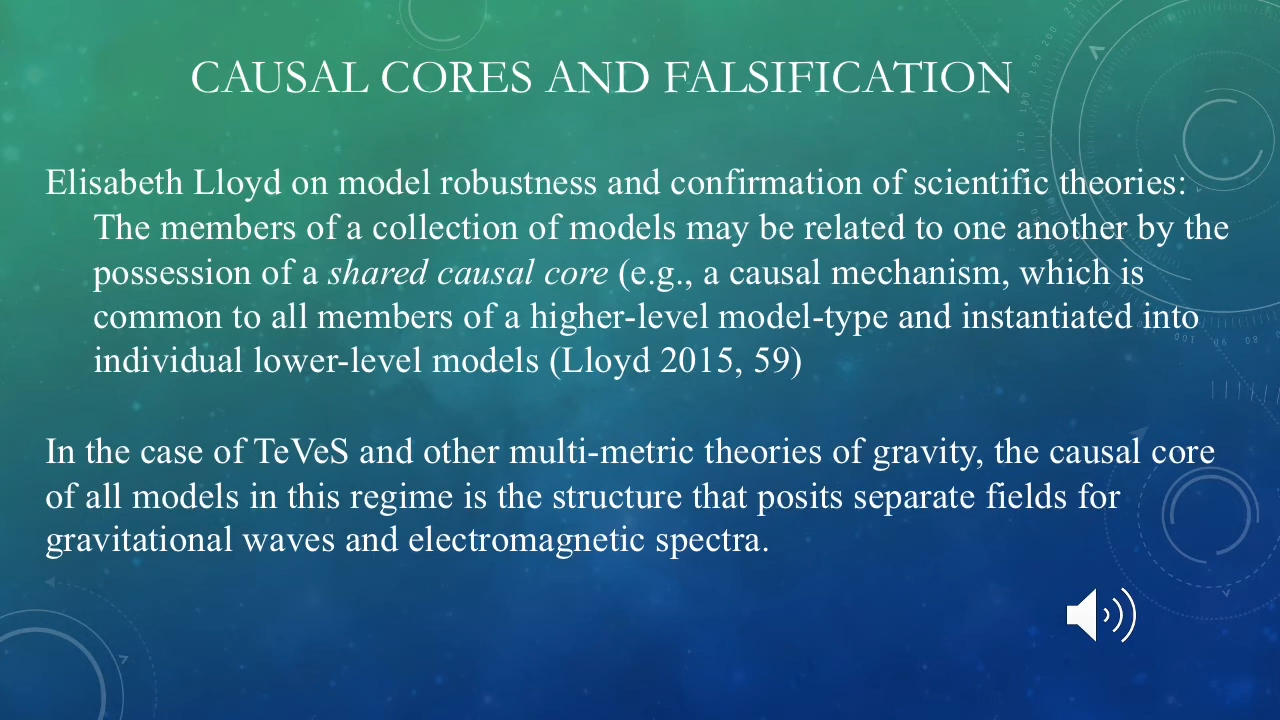 CAUSAL CORES AND FALSIFICATION
Elisabeth Lloyd on model robustness and confirmation of scientific theories:
The members of a collection of models may be related to one another by the
possession of a shared causal core (e.g., a causal mechanism, which is
common to all members of a higher-level model-type and instantiated into
individual lower-level models (Lloyd 2015, 59)
In the case of TeVeS and other multi-metric theories of gravity, the causal core
of all models in this regime is the structure that posits separate fields for
gravitational waves and electromagnetic spectra.